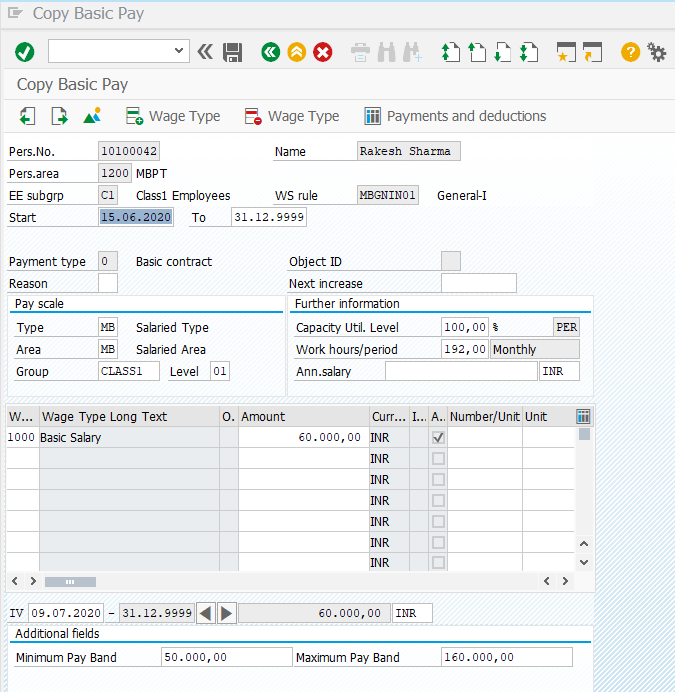 Copy Basic Pay
Copy Basic Pay
Wage Type Wage Type Payments and deductions
Pers.No. 10100042 Name Rakesh Sharma
Pers.area 1200 MBPT
EE subgrp C1 Class1 Employees WS rule MBGNIN01 General-I
Start 15.06.2020 To 31.12.9999
Payment type 0 Basic contract Object ID
Reason Next increase
Pay scale Further information
Type MB Salaried Type Capacity Util. Level 100,00 % PER
Area MB Salaried Area Work hours/period 192,00 Monthly
Group CLASS1 Level 01 Ann.salary INR
W... Wage Type Long Text O. Amount Curr... I... A.. Number/Unit Unit
1000 Basic Salary 60.000,00 INR
INR
INR
INR
INR
INR
INR
IV 09.07.2020 - 31.12.9999 60.000,00 INR
Additional fields
Minimum Pay Band 50.000,00 Maximum Pay Band 160.000,00